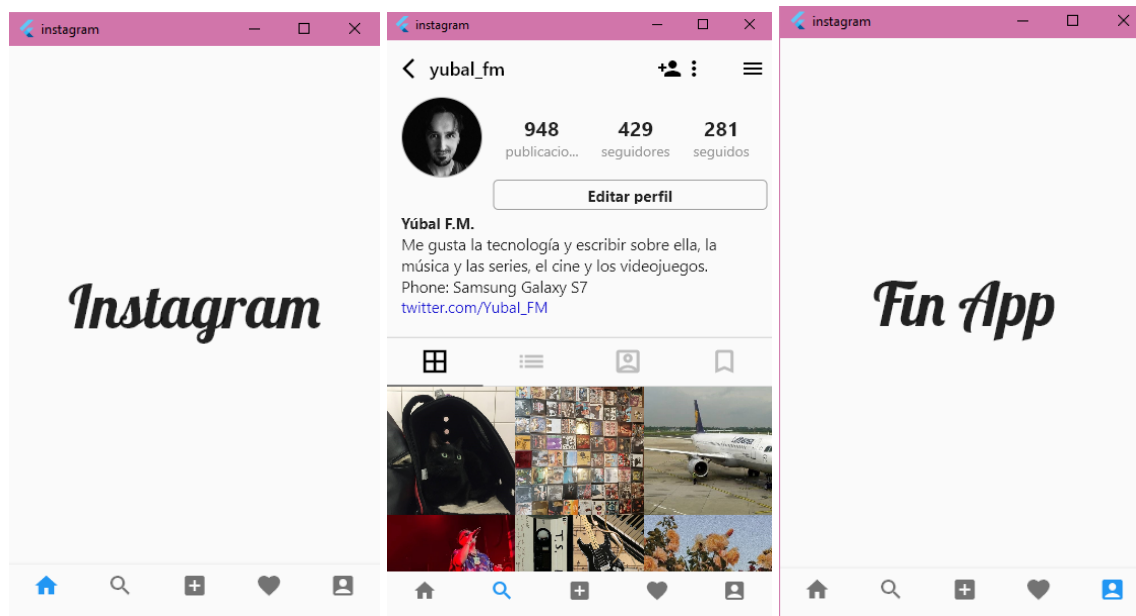 instagram
Instagram
instagram
yubal_fm
948 429 281
publicacio... seguidores seguidos
Editar perfil
Yúbal F.M.
Me gusta la tecnología y escribir sobre ella, la
música y las series, el cine y los videojuegos.
Phone: Samsung Galaxy S7
twitter.com/Yubal_FM
Lufthansa
T.S.
instagram
Fin App